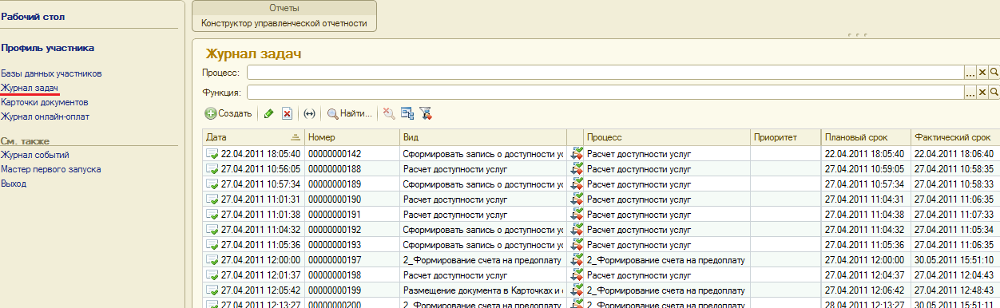 Рабочий стол
Профиль участника
Базы данных участников
Журнал задач
Карточки документов
Журнал онлайн-оплат
См. также
Журнал событий
Мастер первого запуска
Выход
Отчеты
Конструктор управленческой отчетности
Журнал задач
Процесс:
Функция:
Создать Найти...
Дата Номер Вид Процесс Приоритет Плановый срок Фактический срок
22.04.2011 18:05:40 00000000142 Сформировать запись о доступности ус Расчет доступности услуг 22.04.2011 18:05:40 22.04.2011 18:06:40
27.04.2011 10:56:05 00000000188 Расчет доступности услуг Расчет доступности услуг 27.04.2011 10:59:05 27.04.2011 10:58:35
27.04.2011 10:57:34 00000000189 Сформировать запись о доступности ус Расчет доступности услуг 27.04.2011 10:57:34 27.04.2011 10:58:33
27.04.2011 11:01:31 00000000190 Расчет доступности услуг Расчет доступности услуг 27.04.2011 11:04:31 27.04.2011 11:06:35
27.04.2011 11:01:38 00000000191 Расчет доступности услуг Расчет доступности услуг 27.04.2011 11:04:38 27.04.2011 11:07:33
27.04.2011 11:04:32 00000000192 Сформировать запись о доступности ус Расчет доступности услуг 27.04.2011 11:04:32 27.04.2011 11:05:34
27.04.2011 11:05:36 00000000193 Сформировать запись о доступности ус Расчет доступности услуг 27.04.2011 11:05:36 27.04.2011 11:06:35
27.04.2011 12:00:00 00000000197 2_Формирование счета на предоплату 2_Формирование счета на предоплату 27.04.2011 12:00:00 30.05.2011 15:51:10
27.04.2011 12:01:37 00000000198 Расчет доступности услуг Расчет доступности услуг 27.04.2011 12:04:37 27.04.2011 12:04:43
27.04.2011 12:05:42 00000000199 Размещение документа в Карточках и с 2_Формирование счета на предоплату 27.04.2011 12:06:42 27.04.2011 12:48:43
27.04.2011 12:13:27 00000000200 2_Формирование счета на предоплату 2_Формирование счета на предоплату 28.04.2011 12:13:27 30.05.2011 15:51:14